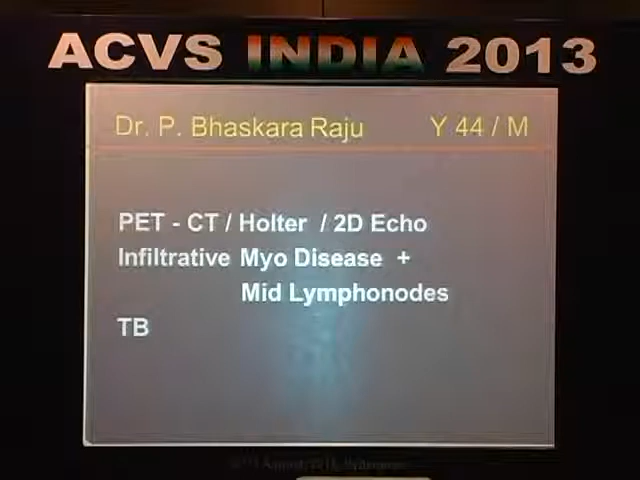 ACVS INDIA 2013
Dr. P. Bhaskara Raju Y 44 / M
PET - CT / Holter / 2D Echo
Infiltrative Myo Disease +
Mid Lymphonodes
TB